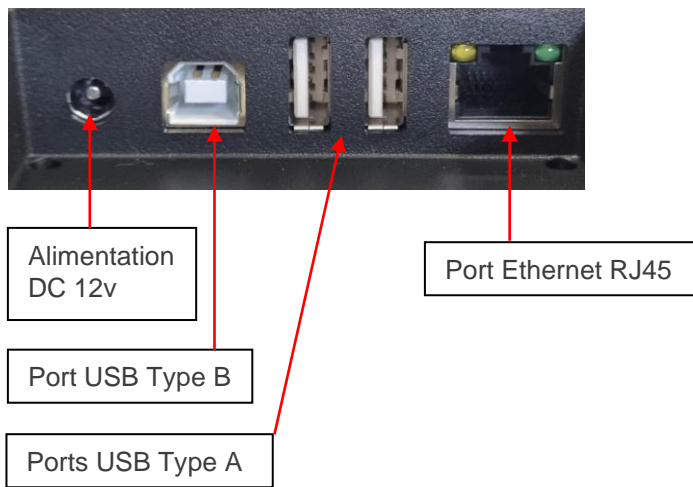 Alimentation
DC 12v
Port Ethernet RJ45
Port USB Type B
Ports USB Type A